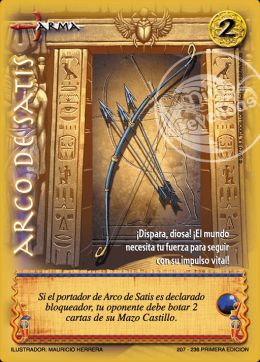 ARMA
2
ARCO DE SATIS
¡Dispara, diosa! ¡El mundo
necesita tu fuerza para seguir
con su impulso vital!
Si el portador de Arco de Satis es declarado
bloqueador, tu oponente debe botar 2
cartas de su Mazo Castillo.
ILUSTRADOR: MAURICIO HERRERA
207 - 238 PRIMERA EDICION